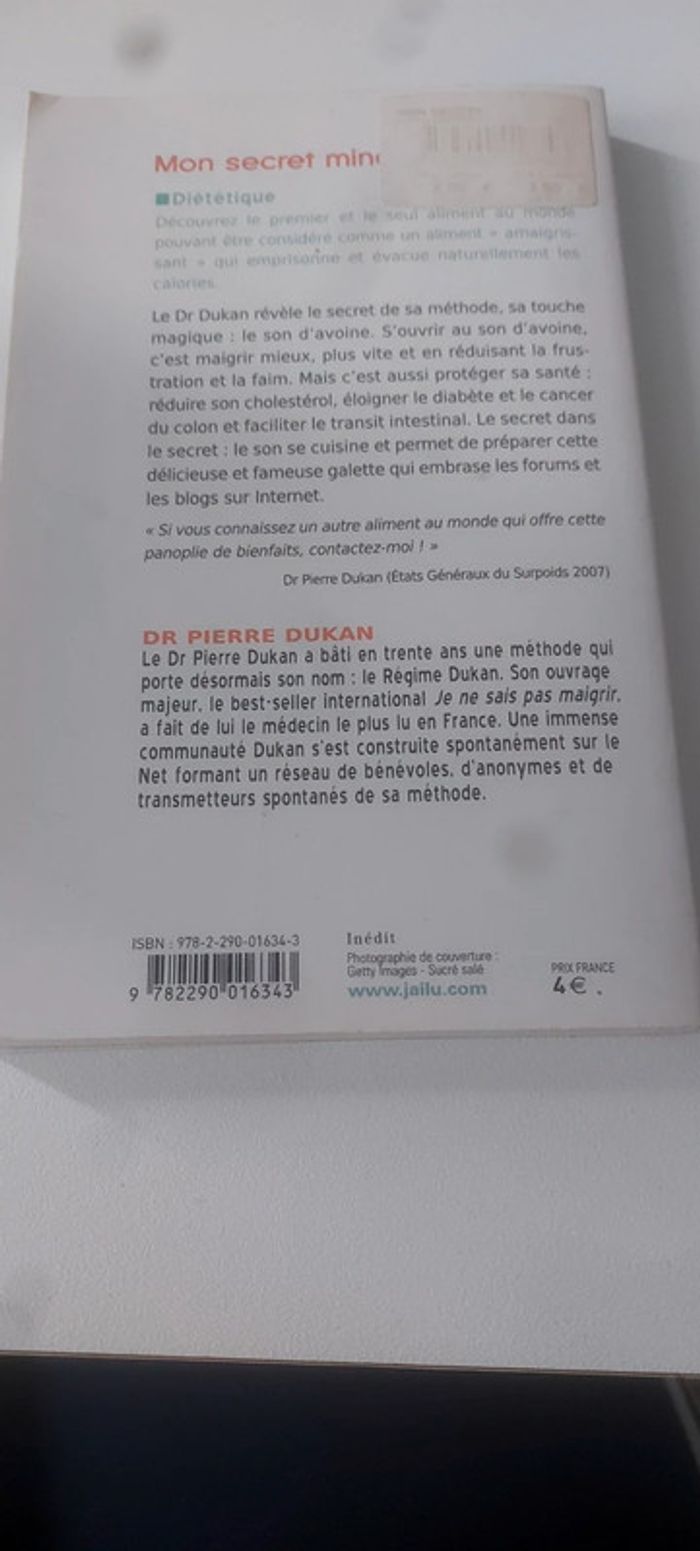 Mon secret
■Diététique
Découvrez le premier et le seul aliment au monde
pouvant être considéré comme un aliment « amaigris-
sant » qui emprisonne et évacue naturellement les
calories.
Le Dr Dukan révèle le secret de sa méthode, sa touche
magique : le son d'avoine. S'ouvrir au son d'avoine,
c'est maigrir mieux, plus vite et en réduisant la frus-
tration et la faim. Mais c'est aussi protéger sa santé :
réduire son cholestérol, éloigner le diabète et le cancer
du colon et faciliter le transit intestinal. Le secret dans
le secret : le son se cuisine et permet de préparer cette
délicieuse et fameuse galette qui embrase les forums et
les blogs sur Internet.
« Si vous connaissez un autre aliment au monde qui offre cette
panoplie de bienfaits, contactez-moi ! »
Dr Pierre Dukan (États Généraux du Surpoids 2007)
DR PIERRE DUKAN
Le Dr Pierre Dukan a bâti en trente ans une méthode qui
porte désormais son nom : le Régime Dukan. Son ouvrage
majeur, le best-seller international Je ne sais pas maigrir,
a fait de lui le médecin le plus lu en France. Une immense
communauté Dukan s'est construite spontanément sur le
Net formant un réseau de bénévoles, d'anonymes et de
transmetteurs spontanés de sa méthode.
ISBN : 978-2-290-01634-3
9 782290 016343
Inédit
Photographie de couverture :
Getty Images - Sucré salé
www.jailu.com
PRIX FRANCE
4€